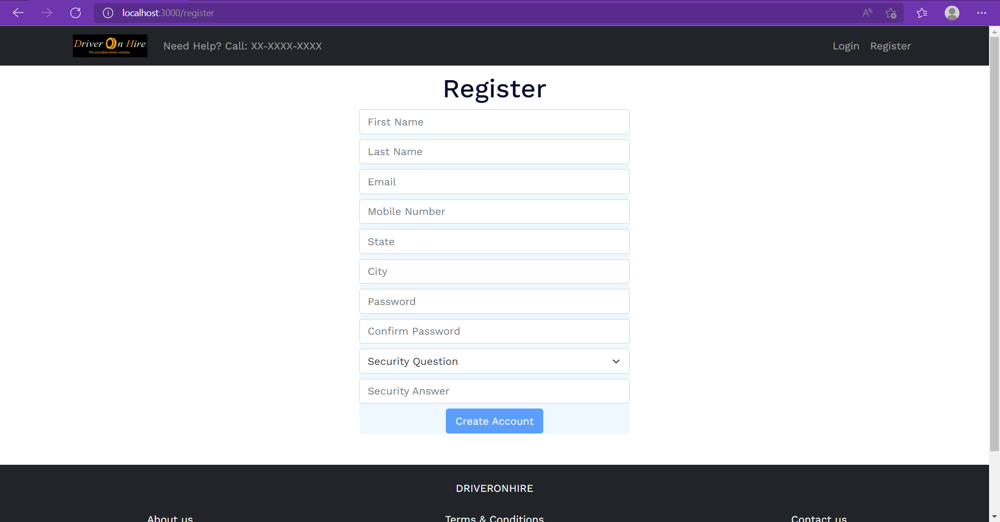 localhost:3000/register
Driver On Hire
The complete driver solution
Need Help? Call: XX-XXXX-XXXX
Login
Register
Register
First Name
Last Name
Email
Mobile Number
State
City
Password
Confirm Password
Security Question
Security Answer
Create Account
DRIVERONHIRE
About us
Terms & Conditions
Contact us